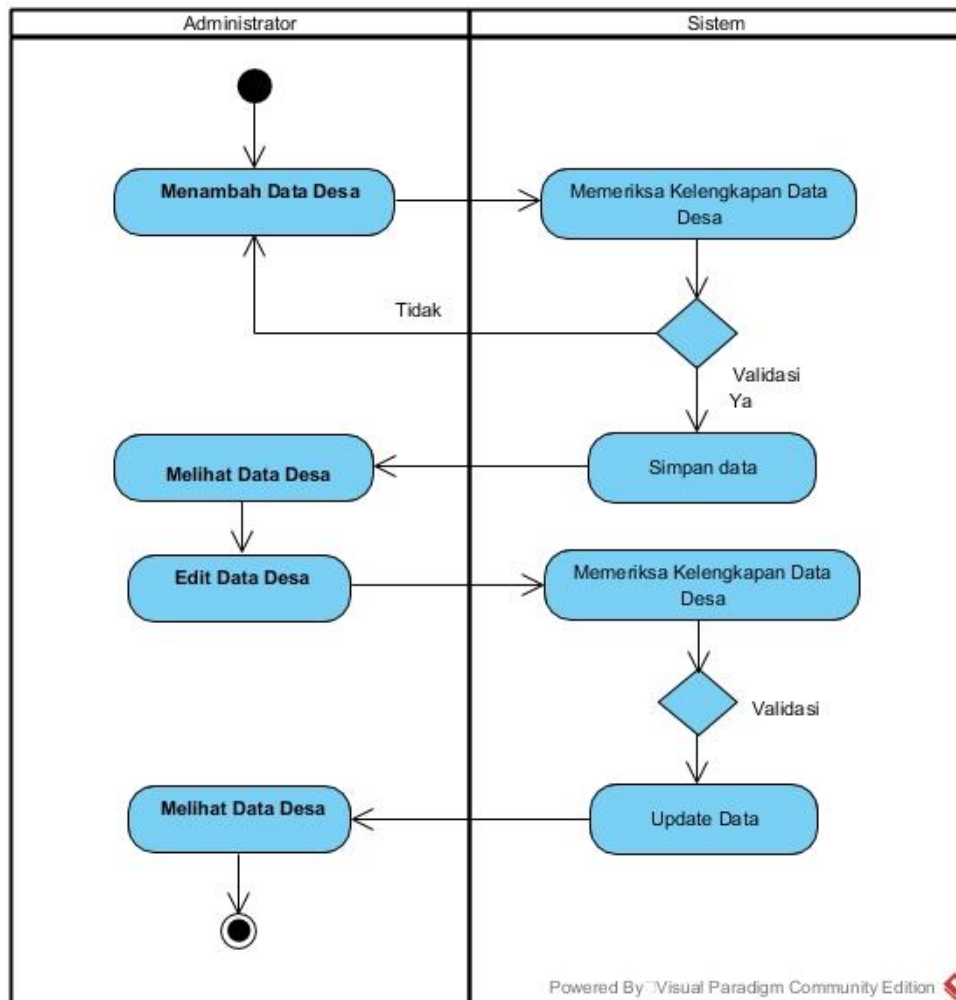 Administrator
Sistem
Menambah Data Desa
Memeriksa Kelengkapan Data
Desa
Tidak
Validasi
Ya
Melihat Data Desa
Simpan data
Edit Data Desa
Memeriksa Kelengkapan Data
Desa
Validasi
Melihat Data Desa
Update Data
Powered By Visual Paradigm Community Edition